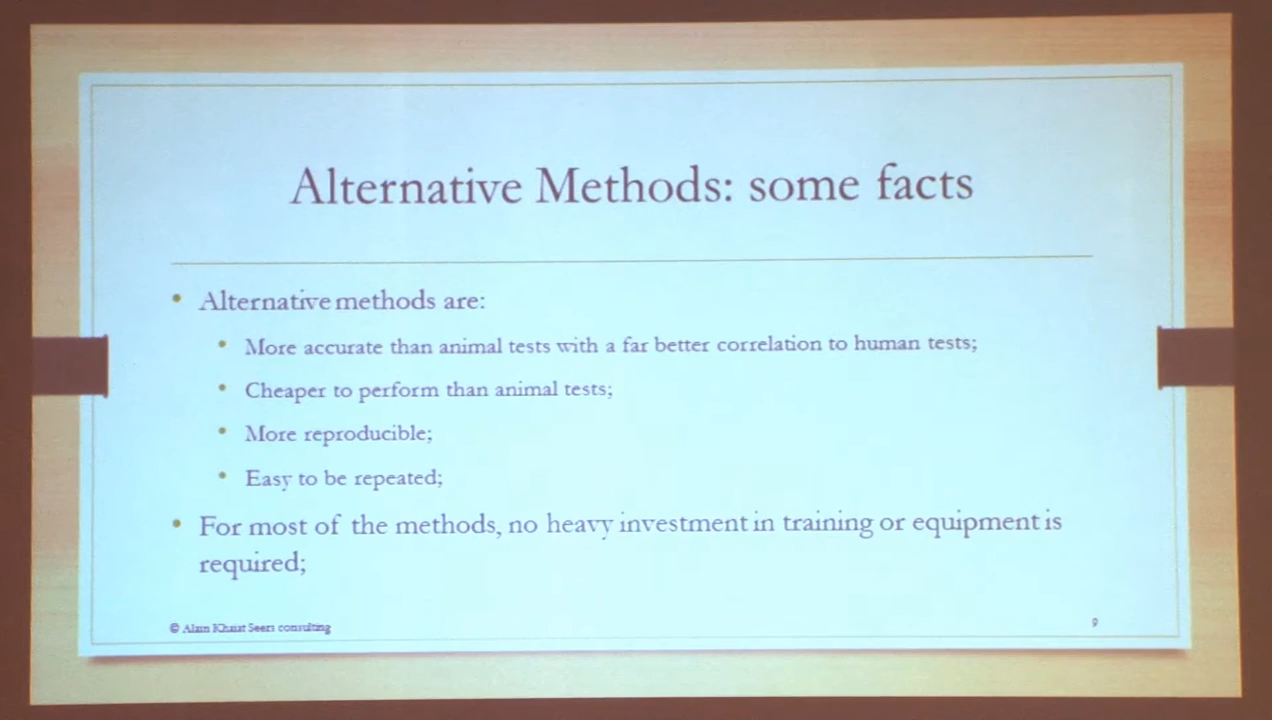 Alternative Methods: some facts
• Alternative methods are:
• More accurate than animal tests with a far better correlation to human tests;
• Cheaper to perform than animal tests;
• More reproducible;
• Easy to be repeated;
• For most of the methods, no heavy investment in training or equipment is
required;
© Alain Khaiat Seers consulting
9